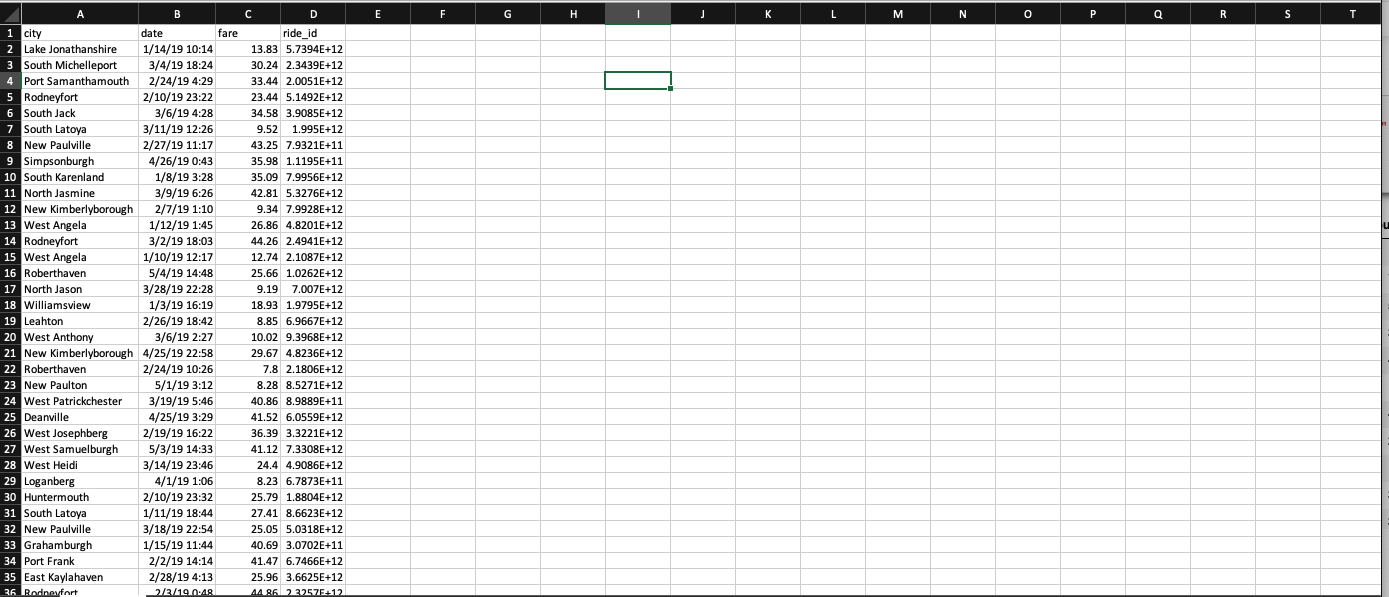 A B C D E F G H I J K L M N O P Q R S T
1 city date fare ride_id
2 Lake Jonathanshire 1/14/19 10:14 13.83 5.7394E+12
3 South Michelleport 3/4/19 18:24 30.24 2.3439E+12
4 Port Samanthamouth 2/24/19 4:29 33.44 2.0051E+12
5 Rodneyfort 2/10/19 23:22 23.44 5.1492E+12
6 South Jack 3/6/19 4:28 34.58 3.9085E+12
7 South Latoya 3/11/19 12:26 9.52 1.995E+12
8 New Paulville 2/27/19 11:17 43.25 7.9321E+11
9 Simpsonburgh 4/26/19 0:43 35.98 1.1195E+11
10 South Karenland 1/8/19 3:28 35.09 7.9956E+12
11 North Jasmine 3/9/19 6:26 42.81 5.3276E+12
12 New Kimberlyborough 2/7/19 1:10 9.34 7.9928E+12
13 West Angela 1/12/19 1:45 26.86 4.8201E+12
14 Rodneyfort 3/2/19 18:03 44.26 2.4941E+12
15 West Angela 1/10/19 12:17 12.74 2.1087E+12
16 Roberthaven 5/4/19 14:48 25.66 1.0262E+12
17 North Jason 3/28/19 22:28 9.19 7.007E+12
18 Williamsview 1/3/19 16:19 18.93 1.9795E+12
19 Leahton 2/26/19 18:42 8.85 6.9667E+12
20 West Anthony 3/6/19 2:27 10.02 9.3968E+12
21 New Kimberlyborough 4/25/19 22:58 29.67 4.8236E+12
22 Roberthaven 2/24/19 10:26 7.8 2.1806E+12
23 New Paulton 5/1/19 3:12 8.28 8.5271E+12
24 West Patrickchester 3/19/19 5:46 40.86 8.9889E+11
25 Deanville 4/25/19 3:29 41.52 6.0559E+12
26 West Josephberg 2/19/19 16:22 36.39 3.3221E+12
27 West Samuelburgh 5/3/19 14:33 41.12 7.3308E+12
28 West Heidi 3/14/19 23:46 24.4 4.9086E+12
29 Loganberg 4/1/19 1:06 8.23 6.7873E+11
30 Huntermouth 2/10/19 23:32 25.79 1.8804E+12
31 South Latoya 1/11/19 18:44 27.41 8.6623E+12
32 New Paulville 3/18/19 22:54 25.05 5.0318E+12
33 Grahamburgh 1/15/19 11:44 40.69 3.0702E+11
34 Port Frank 2/2/19 14:14 41.47 6.7466E+12
35 East Kaylahaven 2/28/19 4:13 25.96 3.6625E+12
36 Rodneyfort 2/3/19 0:48 44.86 2.3257E+12